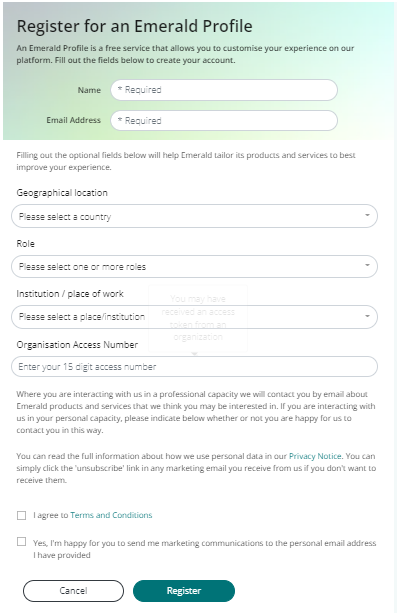 Register for an Emerald Profile
An Emerald Profile is a free service that allows you to customise your experience on our
platform. Fill out the fields below to create your account.
Name
* Required
Email Address
* Required
Filling out the optional fields below will help Emerald tailor its products and services to best
improve your experience.
Geographical location
Please select a country
Role
Please select one or more roles
Institution / place of work
You may have
received an access
token from an
organization
Please select a place/institution
Organisation Access Number
Enter your 15 digit access number
Where you are interacting with us in a professional capacity we will contact you by email about
Emerald products and services that we think you may be interested in. If you are interacting with
us in your personal capacity, please indicate below whether or not you are happy for us to
contact you in this way.
You can read the full information about how we use personal data in our Privacy Notice. You can
simply click the 'unsubscribe' link in any marketing email you receive from us if you don't want to
receive them.
I agree to Terms and Conditions
Yes, I'm happy for you to send me marketing communications to the personal email address
I have provided
Cancel
Register